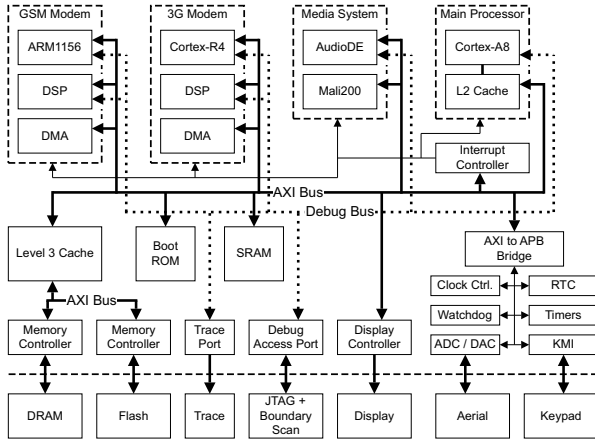 GSM Modem
3G Modem
Media System
Main Processor
ARM1156
Cortex-R4
AudioDE
Cortex-A8
DSP
DSP
Mali200
L2 Cache
DMA
DMA
Interrupt
Controller
AXI Bus
Debug Bus
Level 3 Cache
Boot
ROM
SRAM
AXI to APB
Bridge
AXI Bus
Clock Ctrl.
RTC
Watchdog
Timers
ADC / DAC
KMI
Memory
Controller
Memory
Controller
Trace
Port
Debug
Access Port
Display
Controller
DRAM
Flash
Trace
JTAG +
Boundary
Scan
Display
Aerial
Keypad